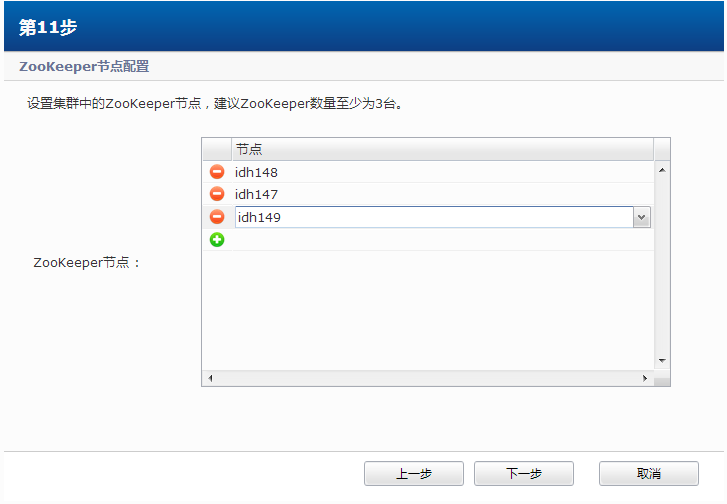 第11步
ZooKeeper节点配置
设置集群中的ZooKeeper节点，建议ZooKeeper数量至少为3台。
节点
idh148
idh147
idh149
ZooKeeper节点：
上一步 下一步 取消